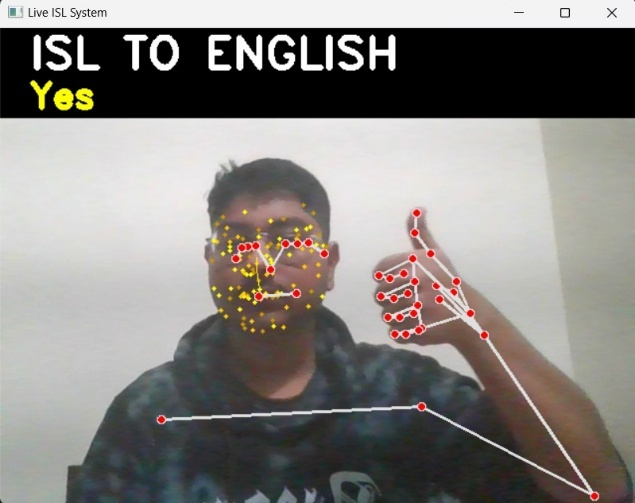 Live ISL System
ISL TO ENGLISH
Yes